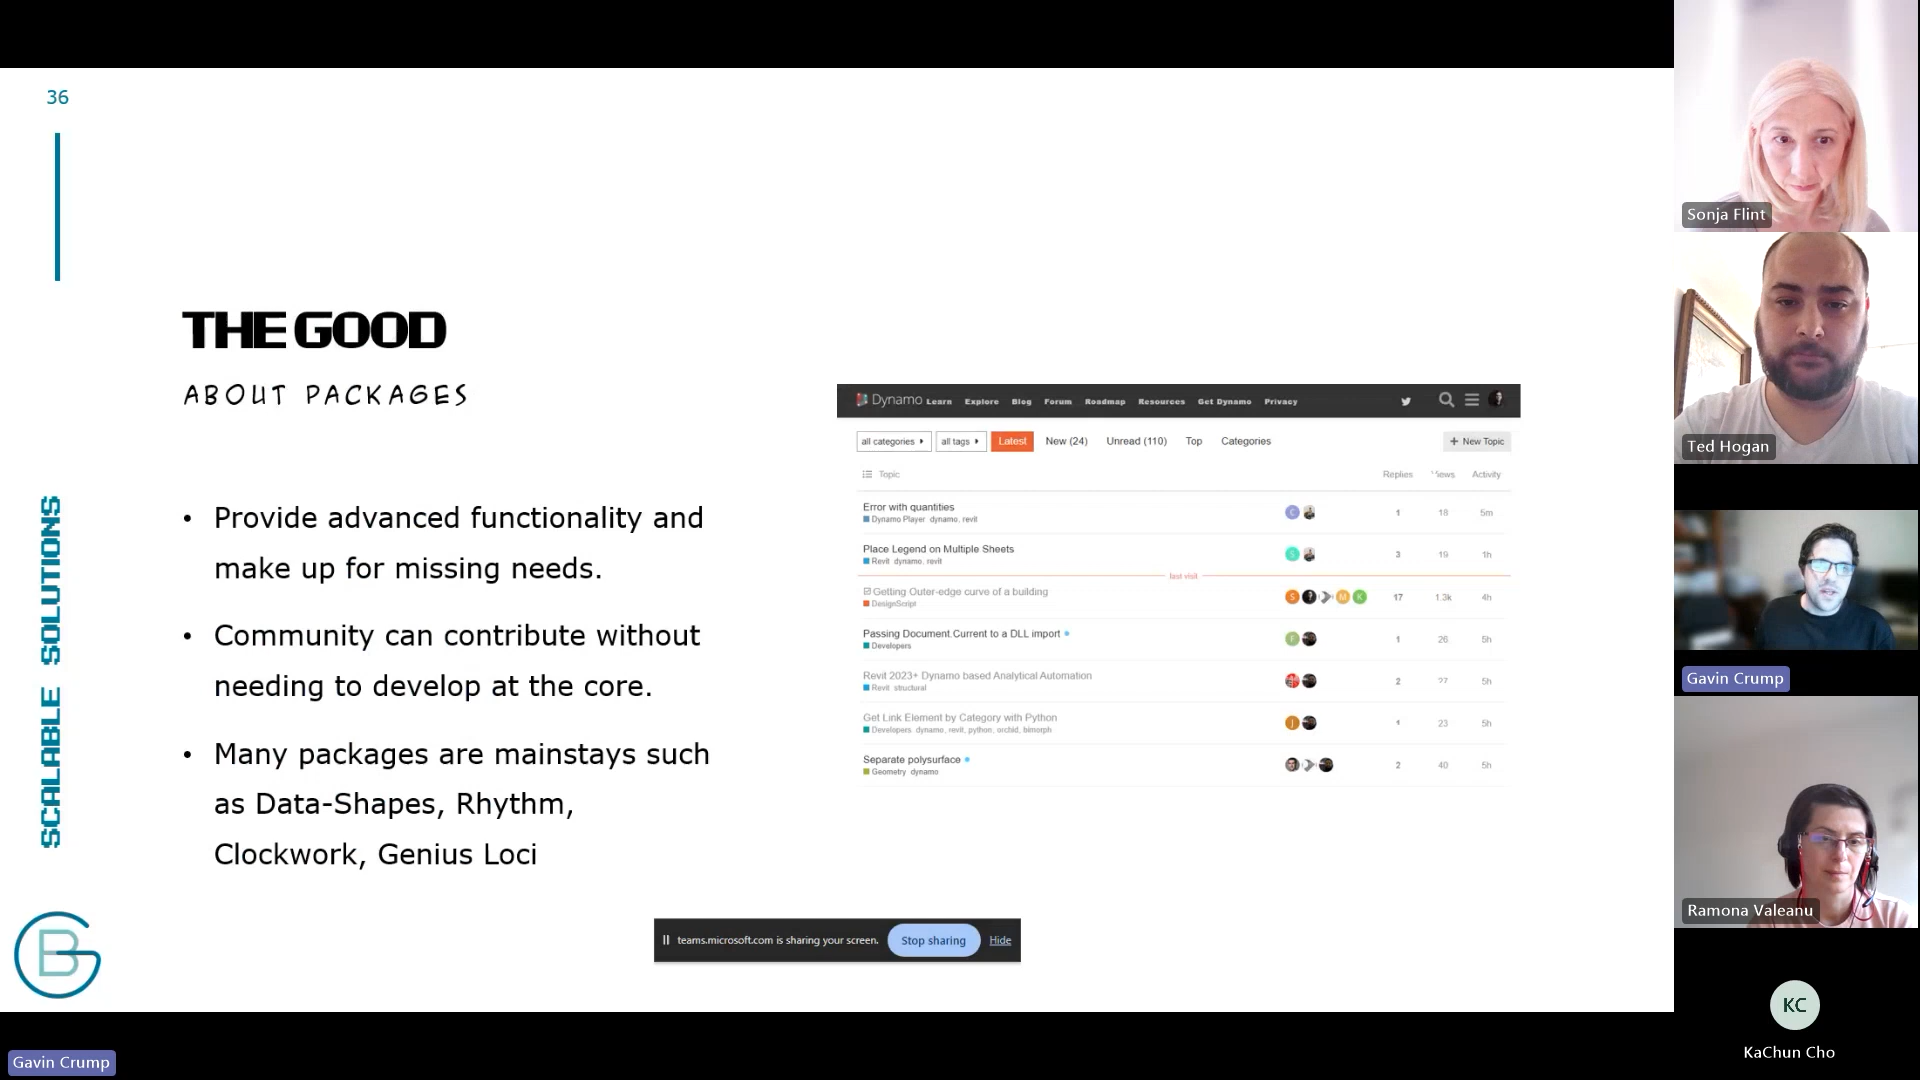 36
THE GOOD
ABOUT PACKAGES
• Provide advanced functionality and
make up for missing needs.
• Community can contribute without
needing to develop at the core.
• Many packages are mainstays such
as Data-Shapes, Rhythm,
Clockwork, Genius Loci
SCALABLE SOLUTIONS
Dynamo Learn Explore Blog Forum Roadmap Resources Get Dynamo Privacy
all categories all tags Latest New (24) Unread (110) Top Categories + New Topic
Topic Replies Views Activity
Error with quantities
Dynamo Player dynamo, revit
C 1 18 5m
Place Legend on Multiple Sheets
Revit dynamo, revit
S 3 19 1h
last visit
Getting Outer-edge curve of a building
DesignScript
S M K 17 1.3k 4h
Passing Document.Current to a DLL import
Developers
F 1 26 5h
Revit 2023+ Dynamo based Analytical Automation
Revit structural
2 27 5h
Get Link Element by Category with Python
Developers dynamo, revit, python, orchid, bimorph
J 23 5h
Separate polysurface
Geometry dynamo
2 40 5h
teams.microsoft.com is sharing your screen. Stop sharing Hide
BG
Gavin Crump
Sonja Flint
Ted Hogan
Gavin Crump
Ramona Valeanu
KC
KaChun Cho